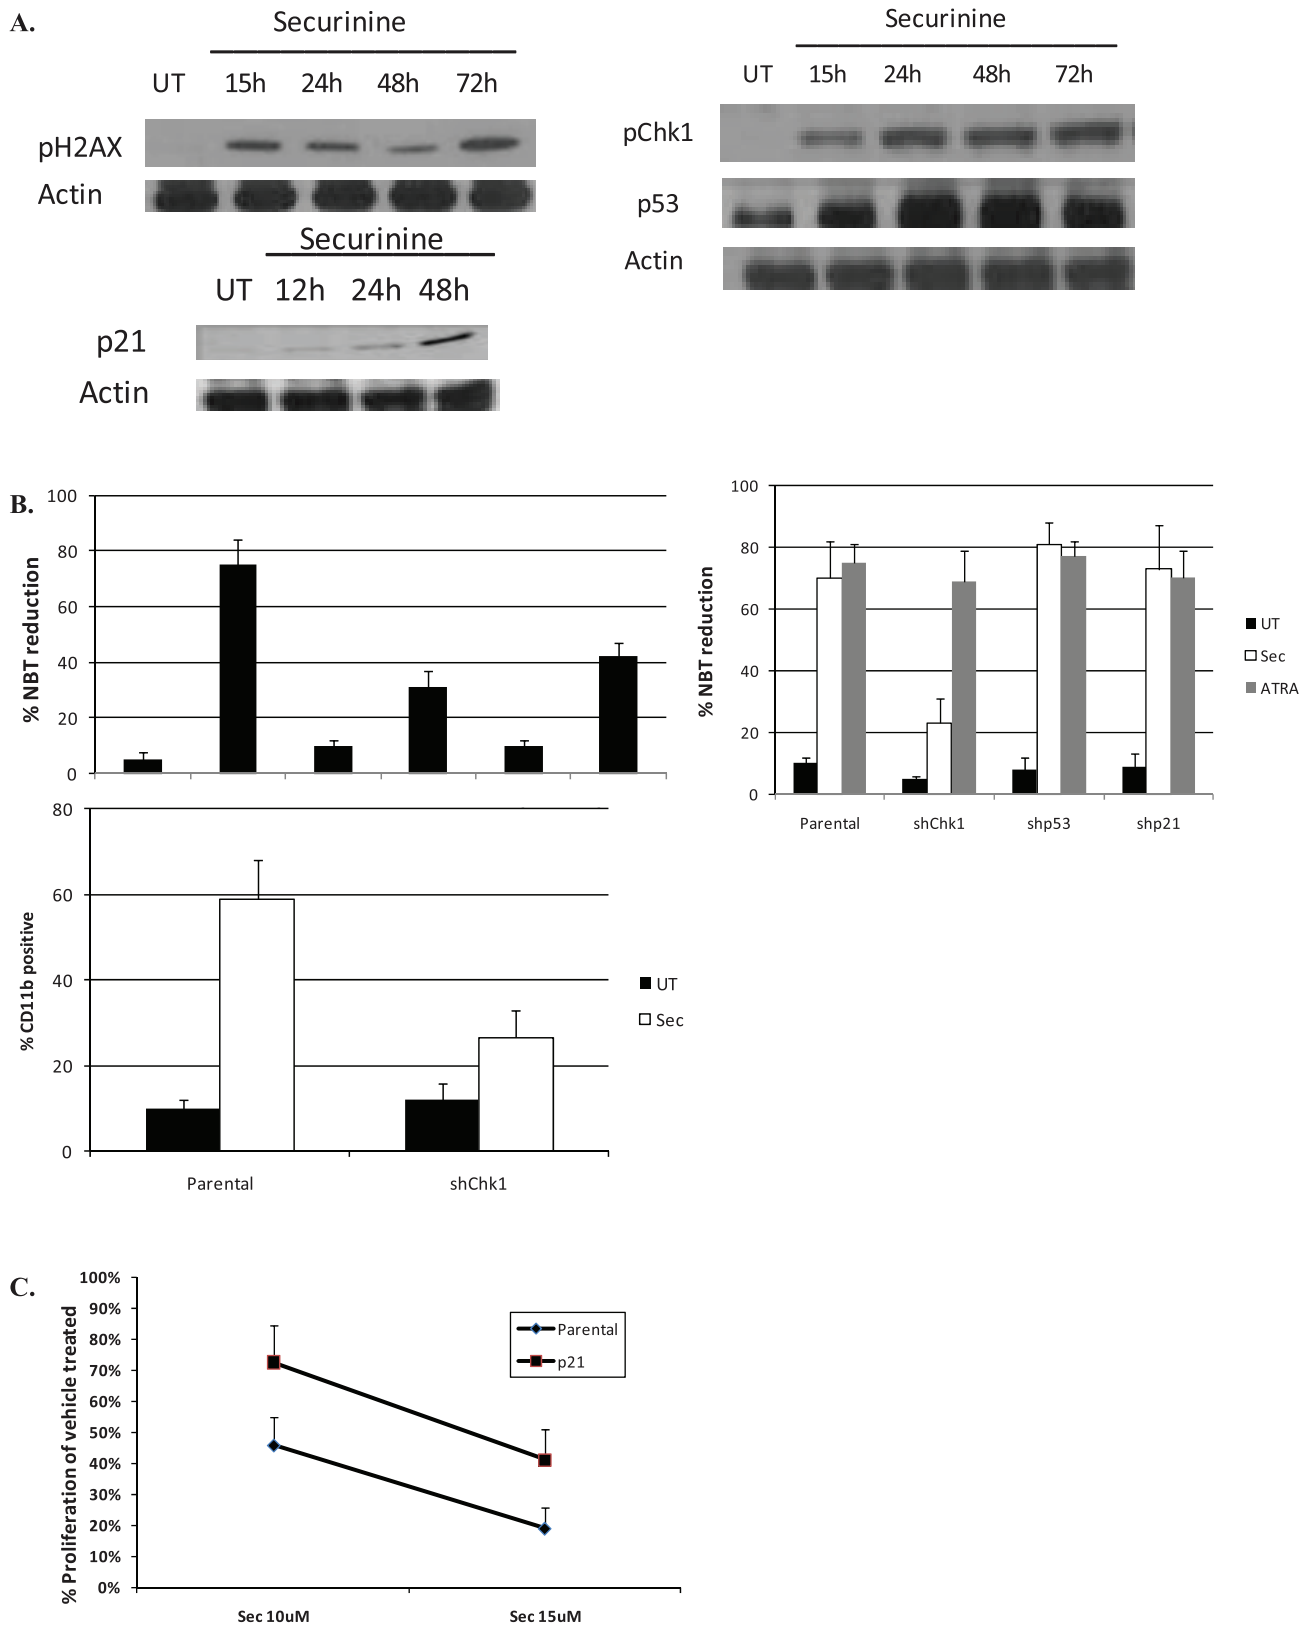 A.
Securinine
UT 15h 24h 48h 72h
pH2AX
Actin
Securinine
UT 12h 24h 48h
p21
Actin
Securinine
UT 15h 24h 48h 72h
pChk1
p53
Actin
B.
% NBT reduction
100
80
60
40
20
0
% NBT reduction
100
80
60
40
20
0
Parental shChk1 shp53 shp21
UT
Sec
ATRA
% CD11b positive
80
60
40
20
0
Parental shChk1
UT
Sec
C.
% Proliferation of vehicle treated
100%
90%
80%
70%
60%
50%
40%
30%
20%
10%
0%
Sec 10uM Sec 15uM
Parental
p21